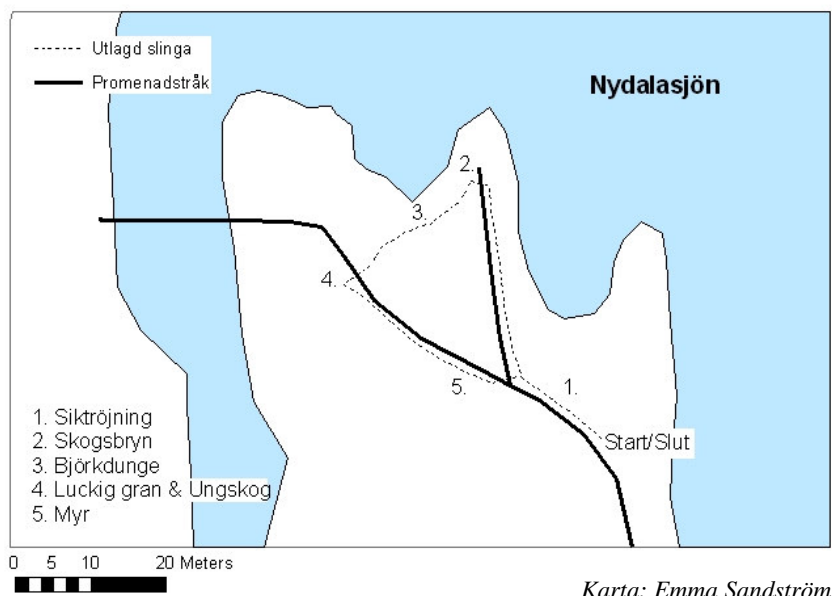 Utlagd slinga
Promenadstråk
Nydalasjön
2.
3.
4.
5.
1.
Start/Slut
1. Siktröjning
2. Skogsbryn
3. Björkdunge
4. Luckig gran & Ungskog
5. Myr
0 5 10 20 Meters
Karta: Emma Sandström